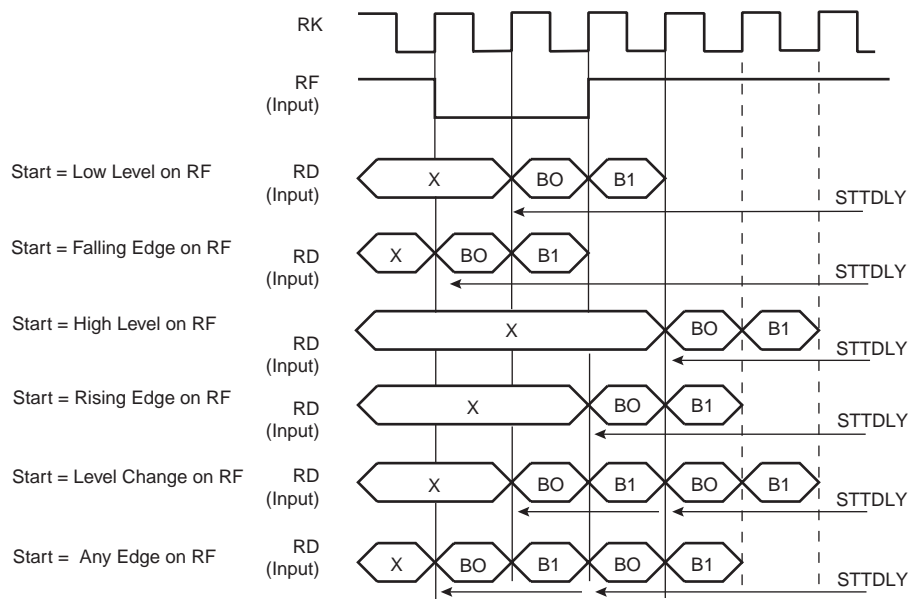 RK
RF
(Input)
Start = Low Level on RF
RD
(Input)
X
BO
B1
STTDLY
Start = Falling Edge on RF
RD
(Input)
X
BO
B1
STTDLY
Start = High Level on RF
RD
(Input)
X
BO
B1
STTDLY
Start = Rising Edge on RF
RD
(Input)
X
BO
B1
STTDLY
Start = Level Change on RF
RD
(Input)
X
BO
B1
BO
B1
STTDLY
Start = Any Edge on RF
RD
(Input)
X
BO
B1
BO
B1
STTDLY